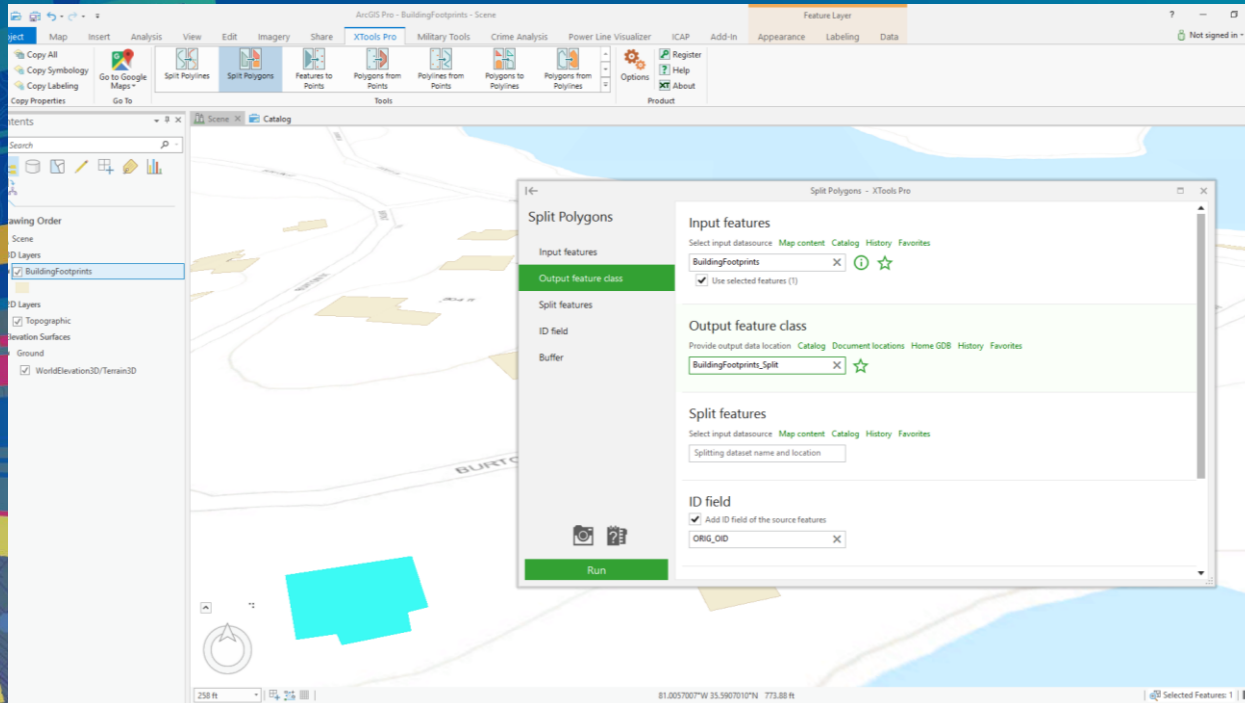 ArcGIS Pro - BuildingFootprints - Scene
Feature Layer
?
Map Insert Analysis View Edit Imagery Share XTools Pro Military Tools Crime Analysis Power Line Visualizer ICAP Add-In Appearance Labeling Data
Not signed in
Copy All
Copy Symbology
Copy Labeling
Copy Properties
Go to Google Maps
Go To
Split Polylines
Split Polygons
Features to Points
Polygons from Points
Polylines from Points
Polygons to Polylines
Polygons from Polylines
Tools
Options
Register
Help
About
Product
ntents
Search
Scene
Catalog
rawing Order
Scene
D Layers
BuildingFootprints
2D Layers
Topographic
Elevation Surfaces
Ground
WorldElevation3D/Terrain3D
BURTO
Split Polygons - XTools Pro
Split Polygons
Input features
Output feature class
Split features
ID field
Buffer
Run
Input features
Select input datasource Map content Catalog History Favorites
BuildingFootprints
Use selected features (1)
Output feature class
Provide output data location Catalog Document locations Home GDB History Favorites
BuildingFootprints_Split
Split features
Select input datasource Map content Catalog History Favorites
Splitting dataset name and location
ID field
Add ID field of the source features
ORIG_OID
258 ft
81.0057007°W 35.5907010°N 773.88 ft
Selected Features: 1